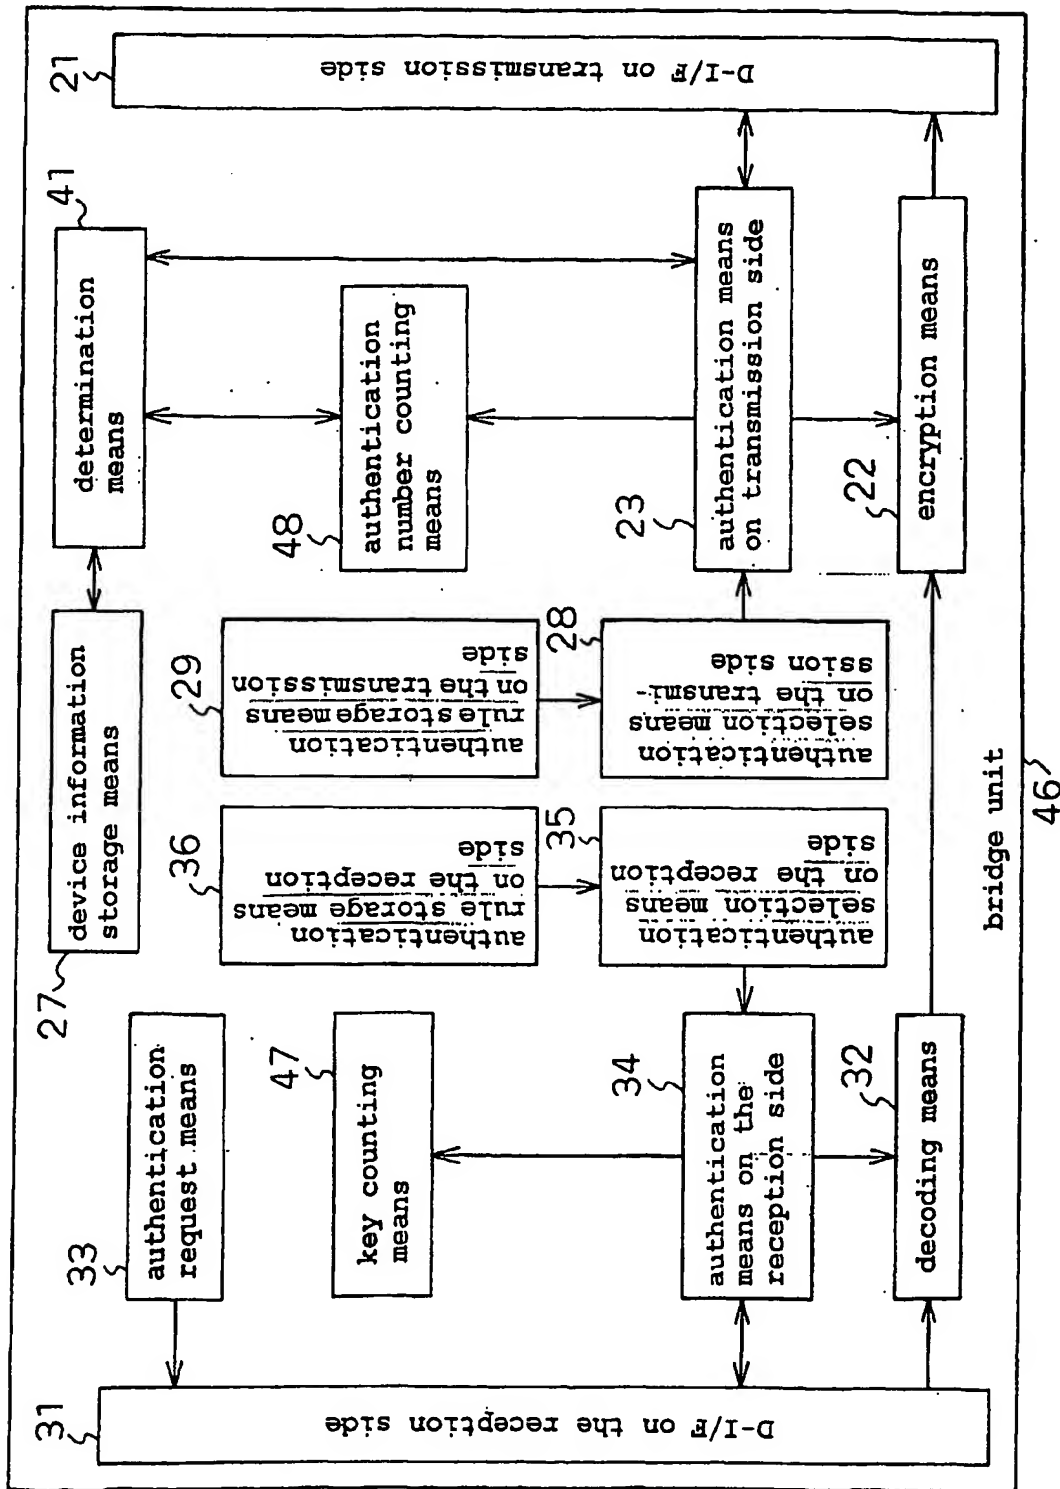 31
D-I/F on the reception side
33
authentication
request means
47
key counting
means
34
authentication
means on the
reception side
32
decoding means
27
device information
storage means
36
authentication
rule storage means
on the reception
side
35
authentication
selection means
on the reception
side
29
authentication
rule storage means
on the transmission
side
28
authentication
selection means
on the transmi-
ssion side
41
determination
means
48
authentication
number counting
means
23
authentication means
on transmission side
22
encryption means
21
D-I/F on transmission side
bridge unit
46